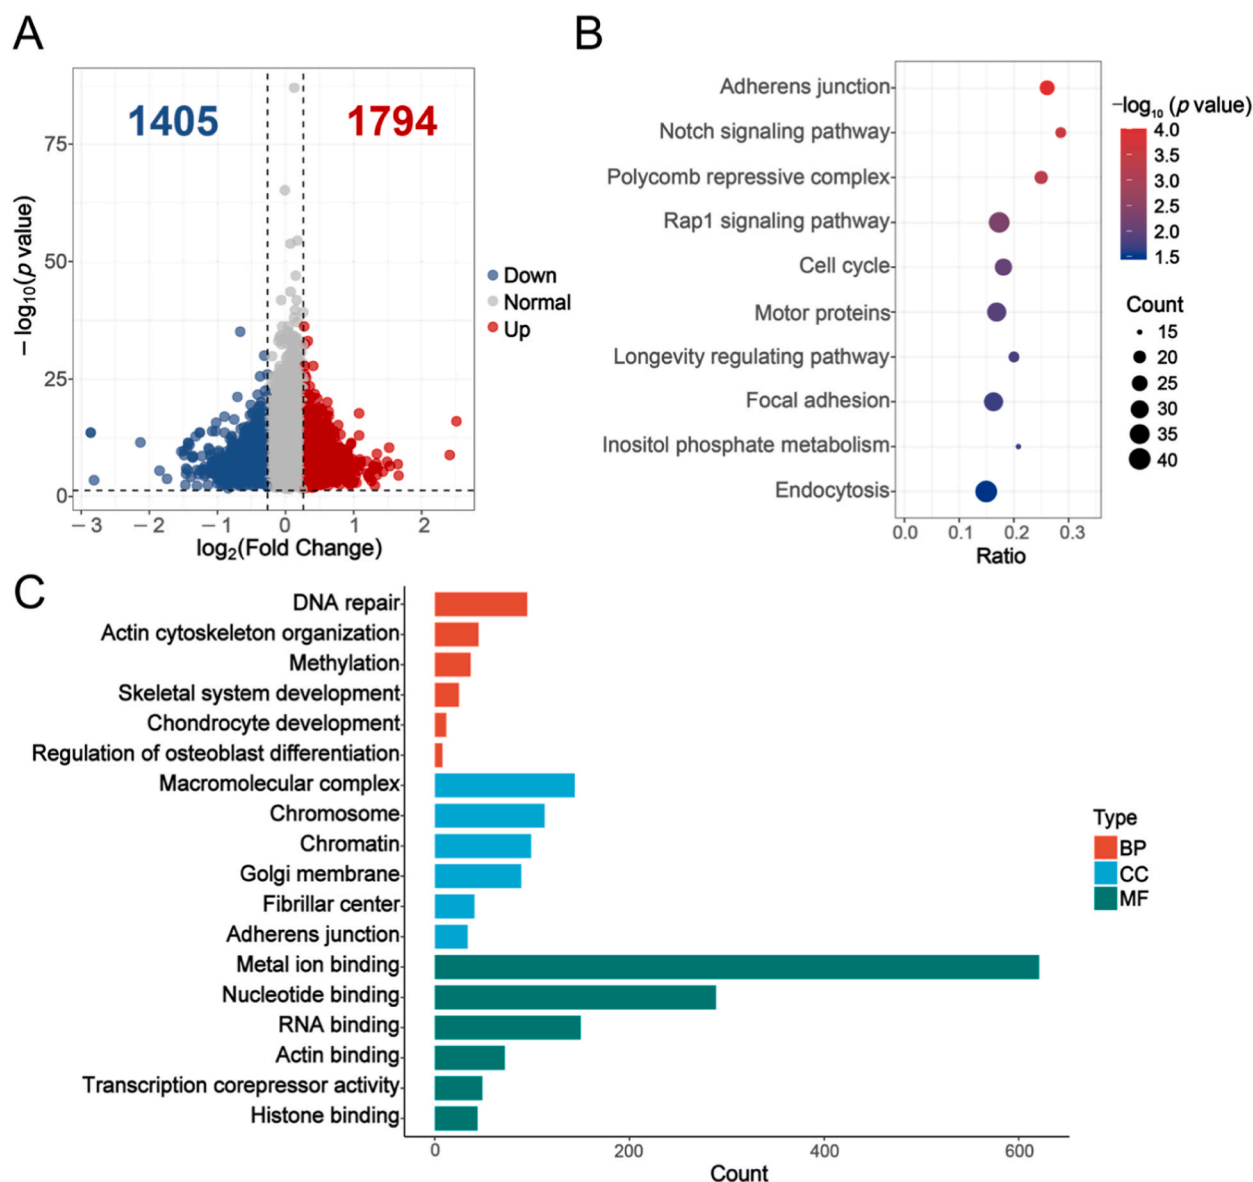 A
1405
1794
75
50
25
0
−3
−2
−1
0
1
2
−log10(p value)
log2(Fold Change)
Down
Normal
Up
B
Adherens junction
Notch signaling pathway
Polycomb repressive complex
Rap1 signaling pathway
Cell cycle
Motor proteins
Longevity regulating pathway
Focal adhesion
Inositol phosphate metabolism
Endocytosis
0.0
0.1
0.2
0.3
Ratio
−log10 (p value)
4.0
3.5
3.0
2.5
2.0
1.5
Count
15
20
25
30
35
40
C
DNA repair
Actin cytoskeleton organization
Methylation
Skeletal system development
Chondrocyte development
Regulation of osteoblast differentiation
Macromolecular complex
Chromosome
Chromatin
Golgi membrane
Fibrillar center
Adherens junction
Metal ion binding
Nucleotide binding
RNA binding
Actin binding
Transcription corepressor activity
Histone binding
0
200
400
600
Count
Type
BP
CC
MF